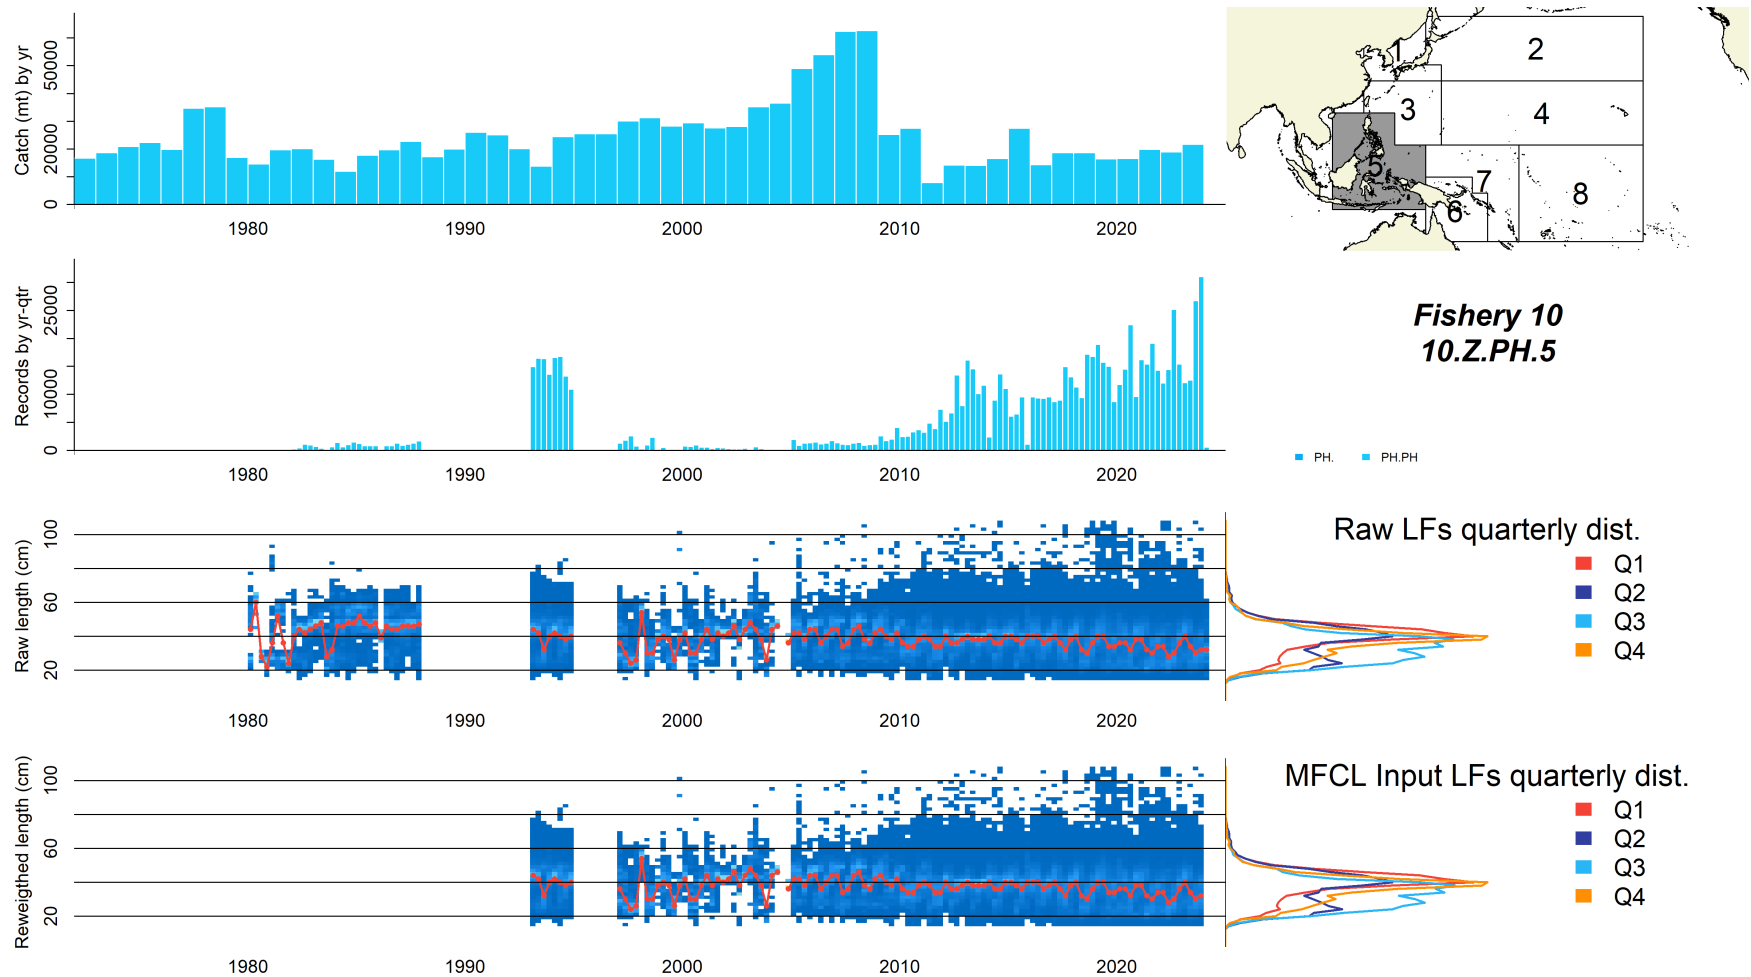 Catch (mt) by yr
50000
20000
0
1980
1990
2000
2010
2020
1
2
3
4
5
7
6
8
Records by yr-qtr
25000
10000
0
1980
1990
2000
2010
2020
Fishery 10
10.Z.PH.5
PH.
PH.PH
Raw length (cm)
100
60
20
1980
1990
2000
2010
2020
Raw LFs quarterly dist.
Q1
Q2
Q3
Q4
Reweigthed length (cm)
100
60
20
1980
1990
2000
2010
2020
MFCL Input LFs quarterly dist.
Q1
Q2
Q3
Q4